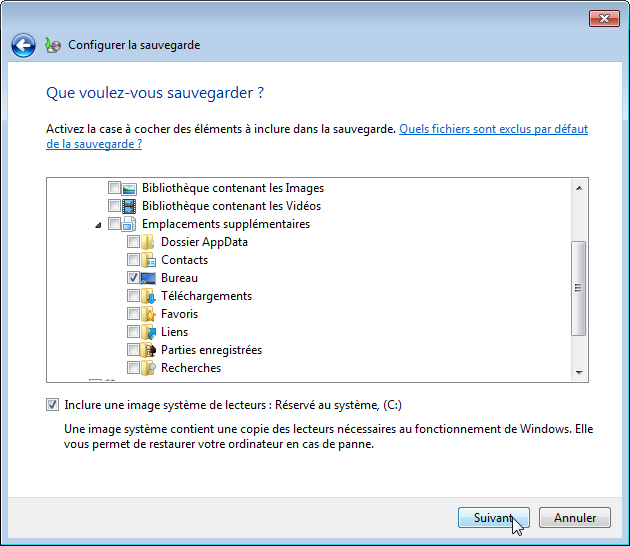 Configurer la sauvegarde
Que voulez-vous sauvegarder ?
Activez la case à cocher des éléments à inclure dans la sauvegarde. Quels fichiers sont exclus par défaut
de la sauvegarde ?
Bibliothèque contenant les Images
Bibliothèque contenant les Vidéos
Emplacements supplémentaires
Dossier AppData
Contacts
Bureau
Téléchargements
Favoris
Liens
Parties enregistrées
Recherches
Inclure une image système de lecteurs : Réservé au système, (C:)
Une image système contient une copie des lecteurs nécessaires au fonctionnement de Windows. Elle
vous permet de restaurer votre ordinateur en cas de panne.
Suivant Annuler